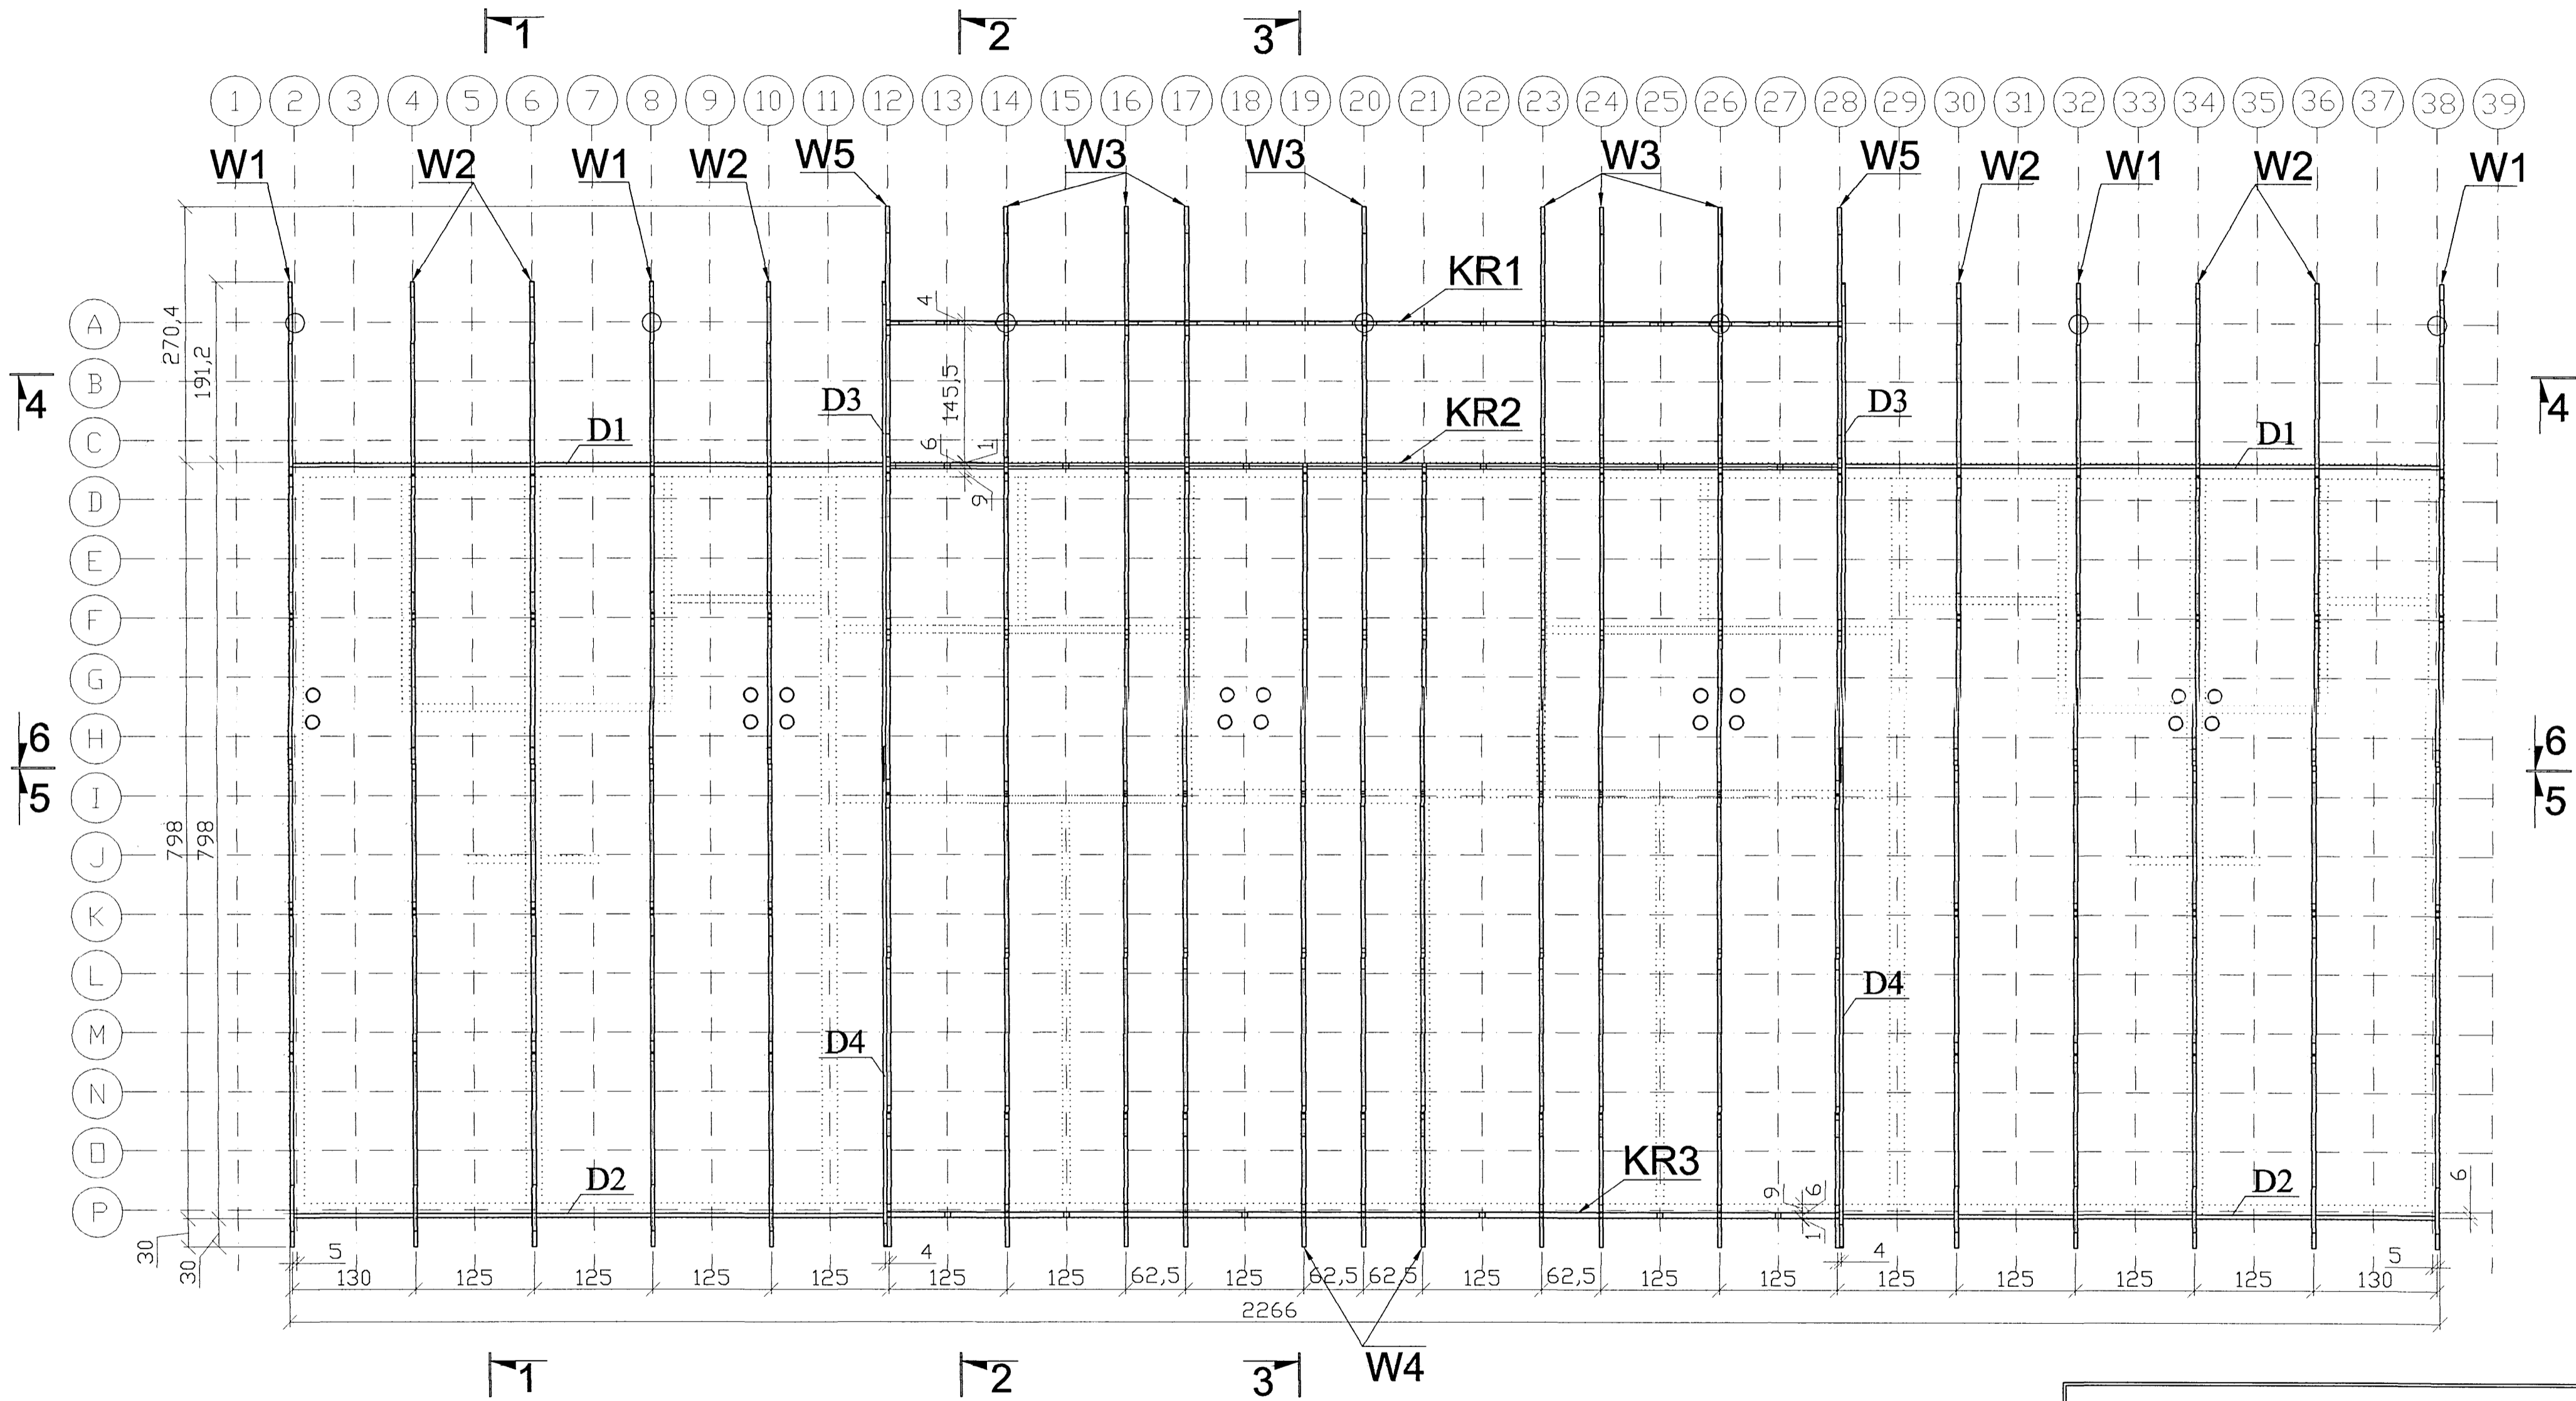 1 2 3
1 2 3 4 5 6 7 8 9 10 11 12 13 14 15 16 17 18 19 20 21 22 23 24 25 26 27 28 29 30 31 32 33 34 35 36 37 38 39
W1 W2 W1 W2 W5 W3 W3 W3 W5 W2 W1 W2 W1
KR1
A
4
270,4
191,2
145,5
B
4 4
D3 D3
KR2
C
D1 D1
6 1
9
D
E
F
G
H
6 6
5 5
I
798 798
J
K
L
D4
M
D4
N
O
KR3
D2 D2
9 6
6
P
1
30 30
5 4 4 5
130 125 125 125 125 125 125 62,5 125 62,5 62,5 125 62,5 125 125 125 125 125 125 130
2266
W4
1 2 3